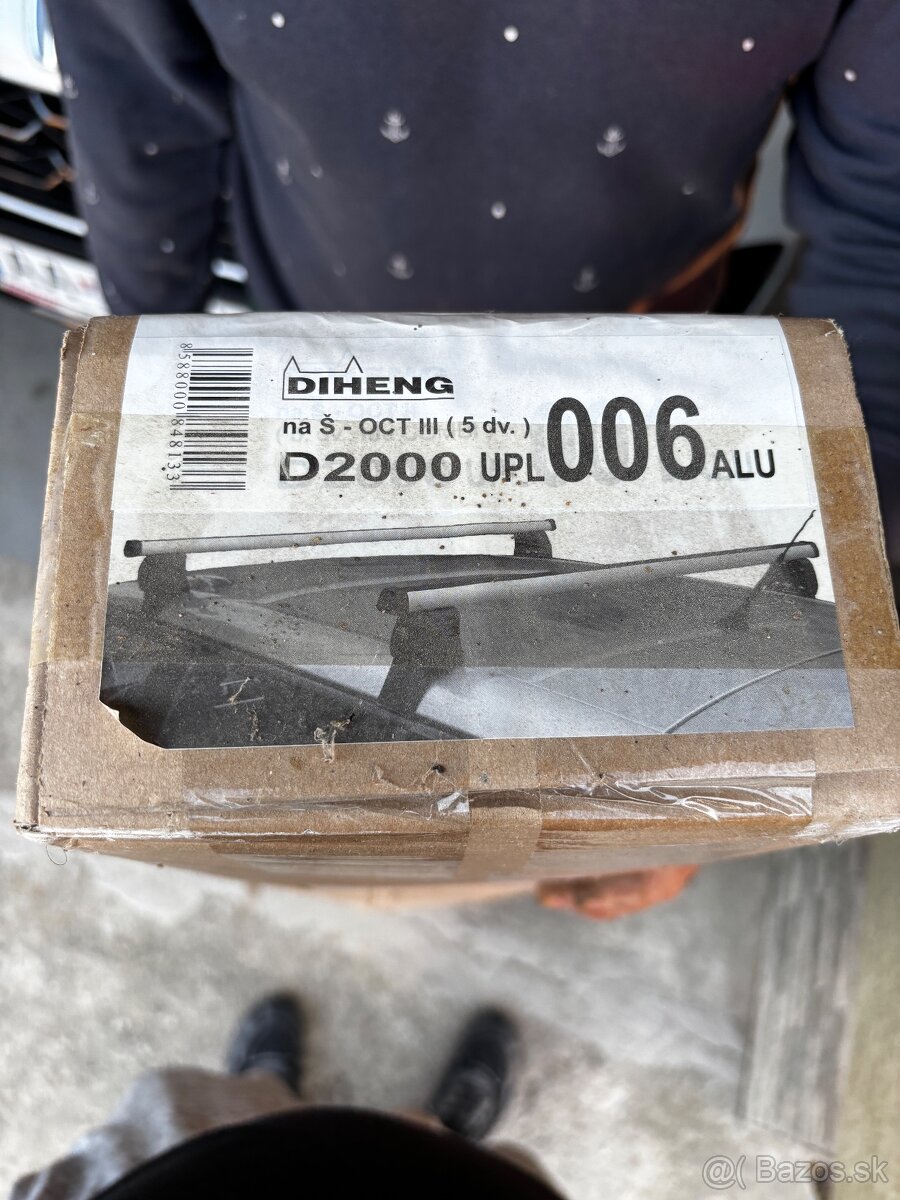 8588000848133
DIHENG
na Š - OCT III ( 5 dv. )
D2000 UPL 006 ALU
@( Bazos.sk